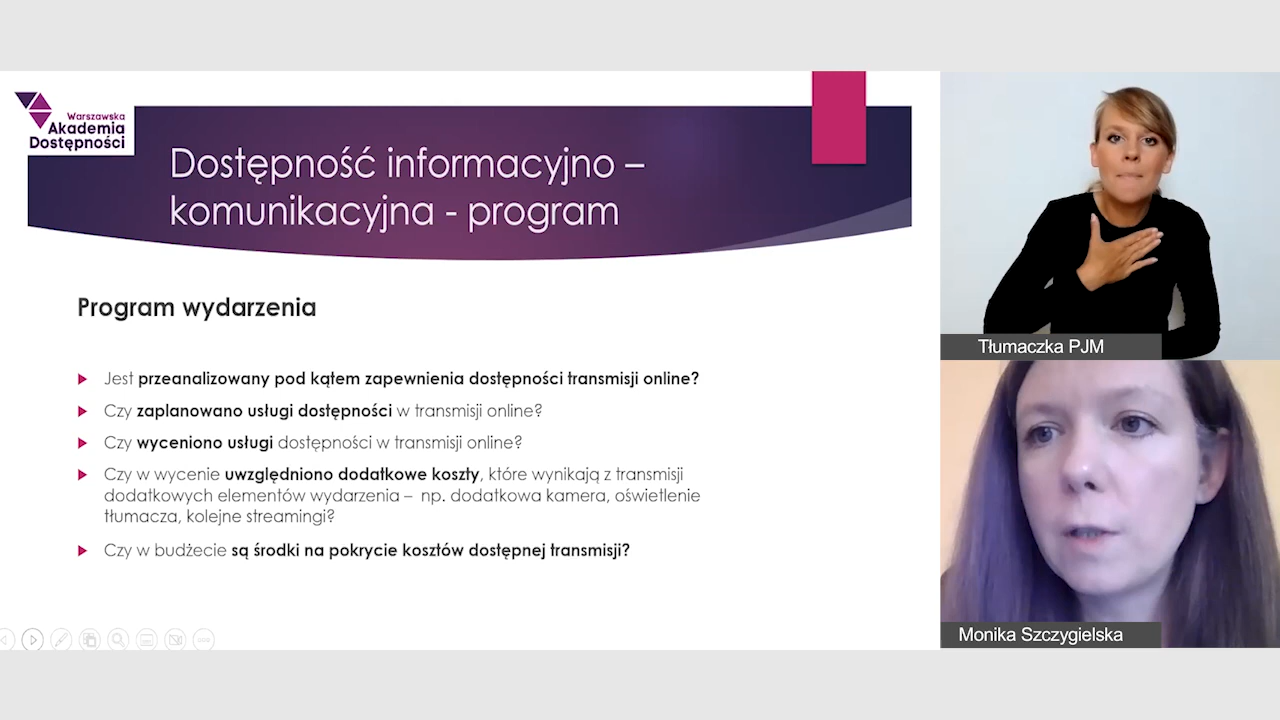 Warszawska
Akademia
Dostępności
Dostępność informacyjno –
komunikacyjna - program
Program wydarzenia
Jest przeanalizowany pod kątem zapewnienia dostępności transmisji online?
Czy zaplanowano usługi dostępności w transmisji online?
Czy wyceniono usługi dostępności w transmisji online?
Czy w wycenie uwzględniono dodatkowe koszty, które wynikają z transmisji
dodatkowych elementów wydarzenia – np. dodatkowa kamera, oświetlenie
tłumacza, kolejne streamingi?
Czy w budżecie są środki na pokrycie kosztów dostępnej transmisji?
Tłumaczka PJM
Monika Szczygielska